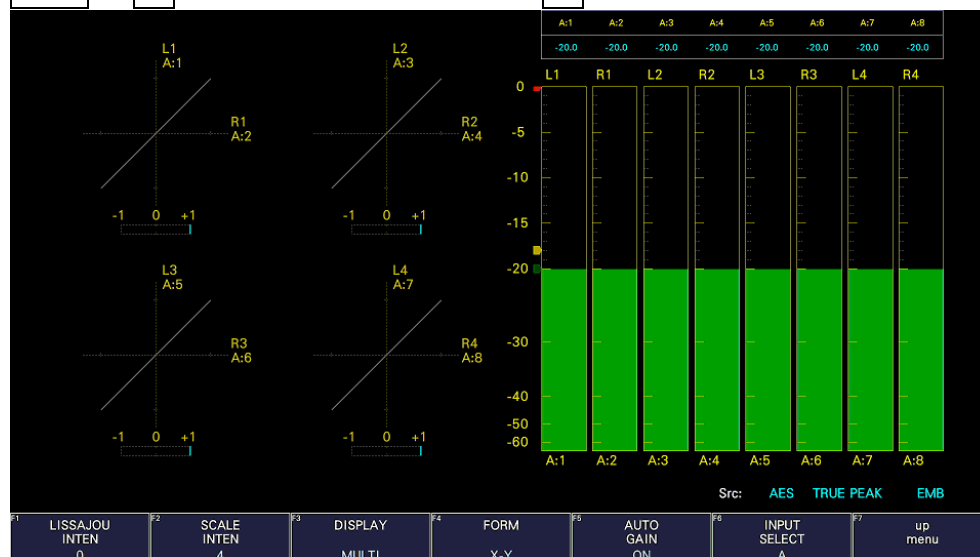 A:1 A:2 A:3 A:4 A:5 A:6 A:7 A:8
-20.0 -20.0 -20.0 -20.0 -20.0 -20.0 -20.0 -20.0
L1
A:1
R1
A:2
-1 0 +1
L2
A:3
R2
A:4
-1 0 +1
L3
A:5
R3
A:6
-1 0 +1
L4
A:7
R4
A:8
-1 0 +1
L1 R1 L2 R2 L3 R3 L4 R4
0
-5
-10
-15
-20
-30
-40
-50
-60
A:1 A:2 A:3 A:4 A:5 A:6 A:7 A:8
Src: AES TRUE PEAK EMB
F1 LISSAJOU
INTEN
0
F2 SCALE
INTEN
4
F3 DISPLAY
MULTI
F4 FORM
X-Y
F5 AUTO
GAIN
ON
F6 INPUT
SELECT
A
F7 up
menu